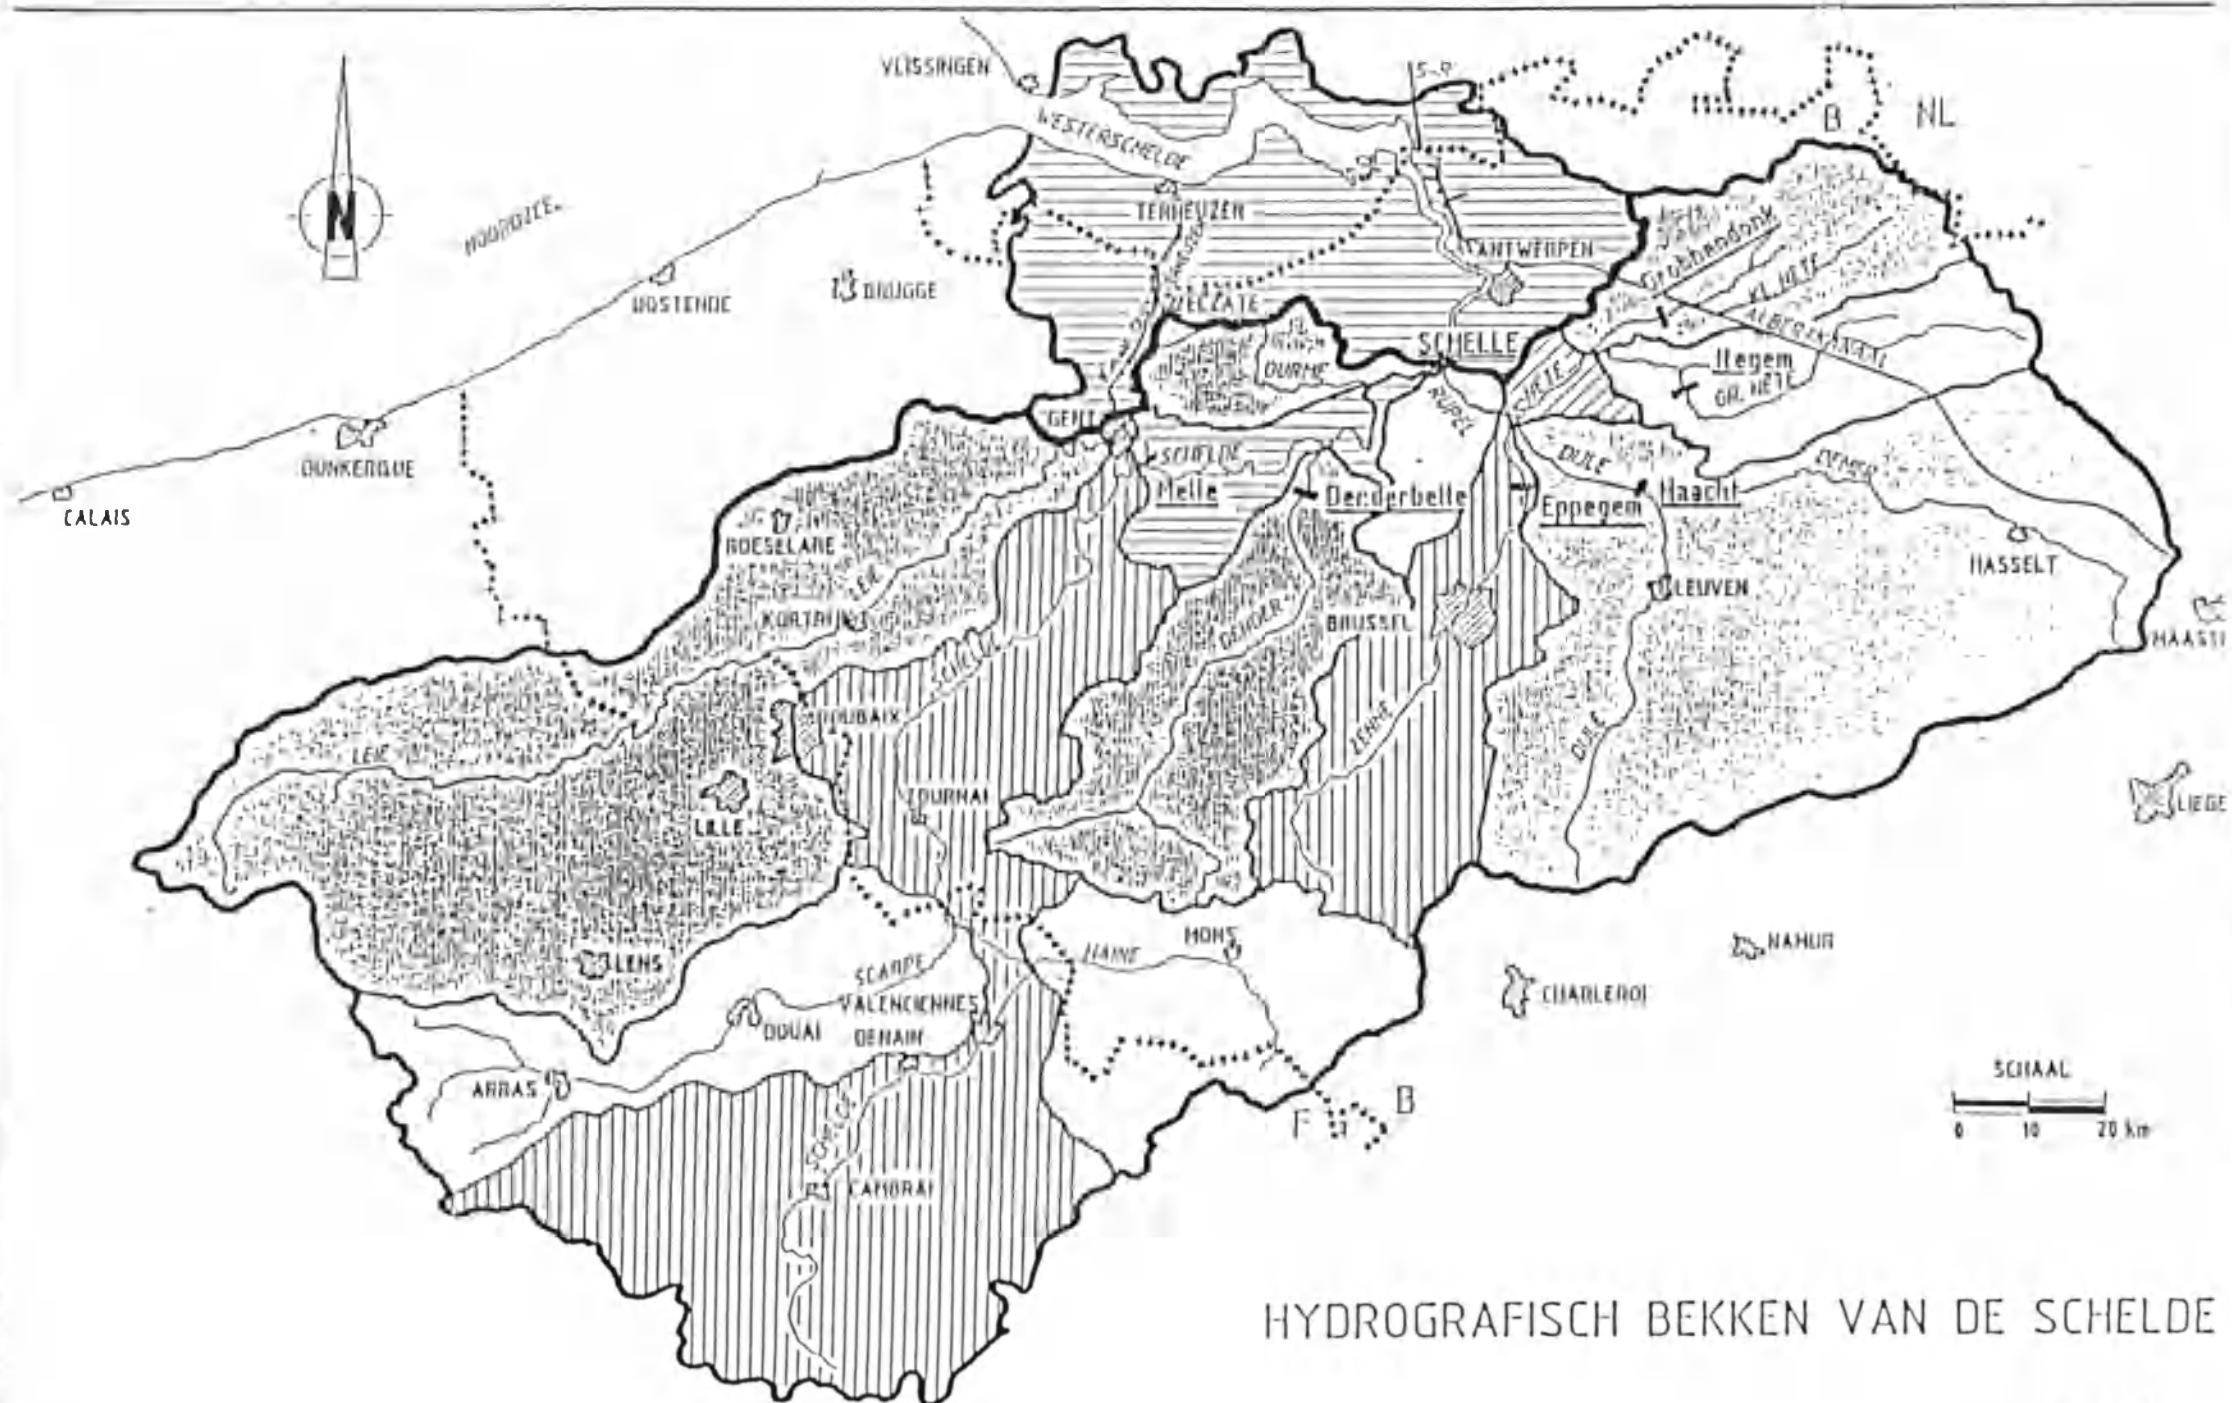 VLISSINGEN
S-R
WESTERSCHELDE
B
NL
N
NOORDZEE
TERNEUZEN
ANTWERPEN
Grobbendonk
KL. NETE
ALBERTKANAAL
BRUGGE
OOSTENDE
ZELZATE
SCHELLE
DURME
Itegem
GR. NETE
NETE
RUPEL
GENT
DUNKERQUE
SCHELDE
DIJLE
DEMER
CALAIS
Melle
Denderbelle
Eppegem
Haacht
ROESELARE
HASSELT
LEIE
LEUVEN
KORTRIJK
DENDER
BRUSSEL
MAASTR
SCHELDE
ROUBAIX
ZENNE
DIJLE
LEIE
TOURNAI
LILLE
LIEGE
MONS
HAINE
NAMUR
LENS
SCARPE
VALENCIENNES
CHARLEROI
DOUAI
DENAIN
ARRAS
SCHAAL
B
F
0 10 20 km
SCHELDE
CAMBRAI
HYDROGRAFISCH BEKKEN VAN DE SCHELDE